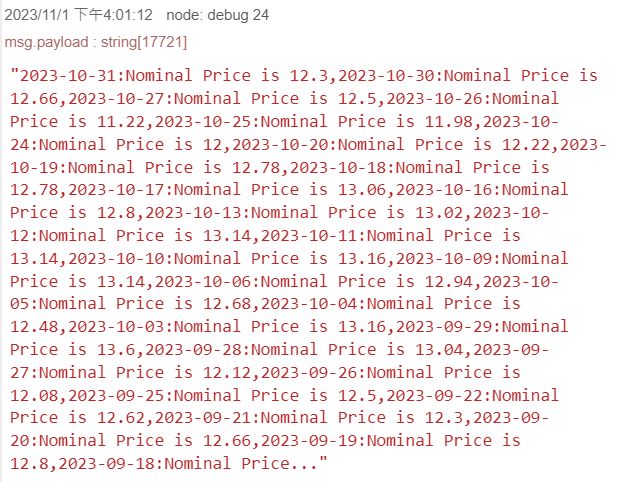 2023/11/1 下午4:01:12 node: debug 24
msg.payload : string[17721]
"2023-10-31:Nominal Price is 12.3,2023-10-30:Nominal Price is
12.66,2023-10-27:Nominal Price is 12.5,2023-10-26:Nominal
Price is 11.22,2023-10-25:Nominal Price is 11.98,2023-10-
24:Nominal Price is 12,2023-10-20:Nominal Price is 12.22,2023-
10-19:Nominal Price is 12.78,2023-10-18:Nominal Price is
12.78,2023-10-17:Nominal Price is 13.06,2023-10-16:Nominal
Price is 12.8,2023-10-13:Nominal Price is 13.02,2023-10-
12:Nominal Price is 13.14,2023-10-11:Nominal Price is
13.14,2023-10-10:Nominal Price is 13.16,2023-10-09:Nominal
Price is 13.14,2023-10-06:Nominal Price is 12.94,2023-10-
05:Nominal Price is 12.68,2023-10-04:Nominal Price is
12.48,2023-10-03:Nominal Price is 13.16,2023-09-29:Nominal
Price is 13.6,2023-09-28:Nominal Price is 13.04,2023-09-
27:Nominal Price is 12.12,2023-09-26:Nominal Price is
12.08,2023-09-25:Nominal Price is 12.5,2023-09-22:Nominal
Price is 12.62,2023-09-21:Nominal Price is 12.3,2023-09-
20:Nominal Price is 12.66,2023-09-19:Nominal Price is
12.8,2023-09-18:Nominal Price..."